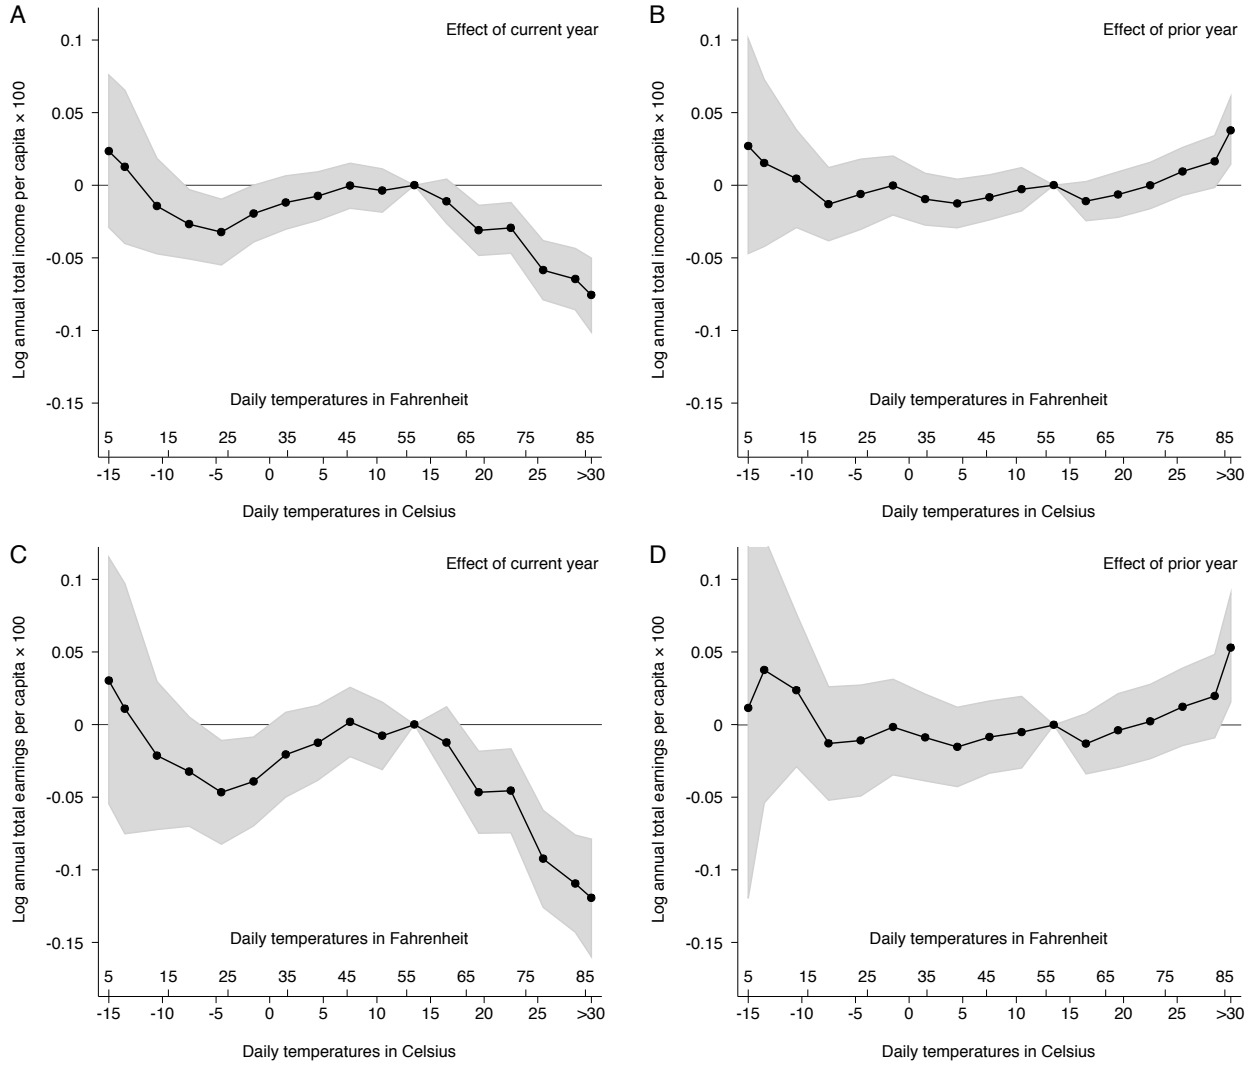 A
Effect of current year
Log annual total income per capita × 100
0.1
0.05
0
-0.05
-0.1
-0.15
Daily temperatures in Fahrenheit
5 15 25 35 45 55 65 75 85
-15 -10 -5 0 5 10 15 20 25 >30
Daily temperatures in Celsius
B
Effect of prior year
Log annual total income per capita × 100
0.1
0.05
0
-0.05
-0.1
-0.15
Daily temperatures in Fahrenheit
5 15 25 35 45 55 65 75 85
-15 -10 -5 0 5 10 15 20 25 >30
Daily temperatures in Celsius
C
Effect of current year
Log annual total earnings per capita × 100
0.1
0.05
0
-0.05
-0.1
-0.15
Daily temperatures in Fahrenheit
5 15 25 35 45 55 65 75 85
-15 -10 -5 0 5 10 15 20 25 >30
Daily temperatures in Celsius
D
Effect of prior year
Log annual total earnings per capita × 100
0.1
0.05
0
-0.05
-0.1
-0.15
Daily temperatures in Fahrenheit
5 15 25 35 45 55 65 75 85
-15 -10 -5 0 5 10 15 20 25 >30
Daily temperatures in Celsius